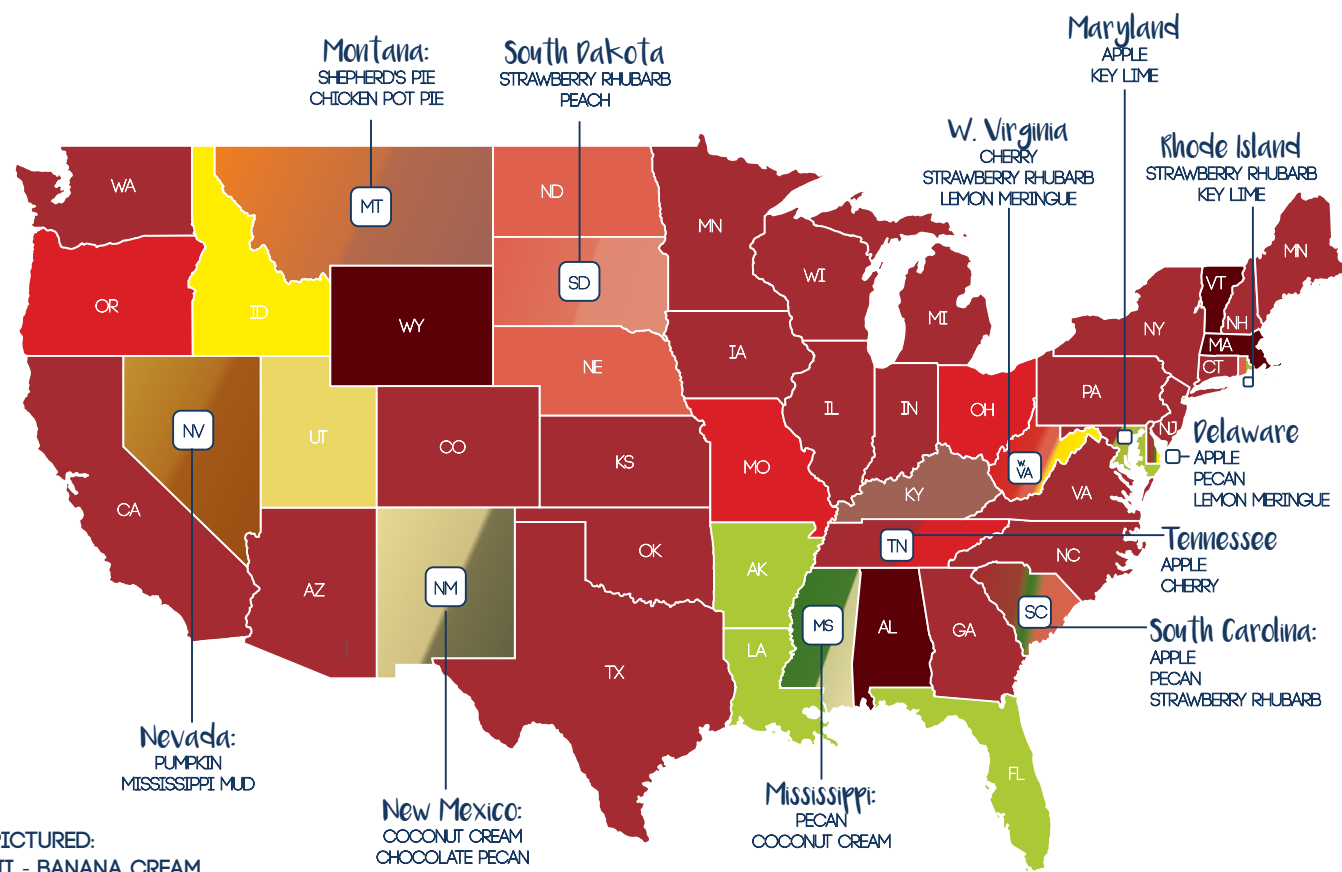 Maryland
APPLE
KEY LIME
Montana:
SHEPHERD'S PIE
CHICKEN POT PIE
South Dakota
STRAWBERRY RHUBARB
PEACH
W. Virginia
CHERRY
STRAWBERRY RHUBARB
LEMON MERINGUE
Rhode Island
STRAWBERRY RHUBARB
KEY LIME
WA
MT
ND
MN
OR
ID
WY
SD
WI
MI
NY
VT
NH
MN
MA
CT
NE
IA
PA
NJ
NV
UT
CO
KS
MO
IL
IN
OH
W.
VA
VA
KY
Delaware
APPLE
PECAN
LEMON MERINGUE
CA
AZ
NM
OK
AK
TN
NC
Tennessee
APPLE
CHERRY
TX
LA
MS
AL
GA
SC
FL
South Carolina:
APPLE
PECAN
STRAWBERRY RHUBARB
Nevada:
PUMPKIN
MISSISSIPPI MUD
New Mexico:
COCONUT CREAM
CHOCOLATE PECAN
Mississippi:
PECAN
COCONUT CREAM
PICTURED:
- BANANA CREAM